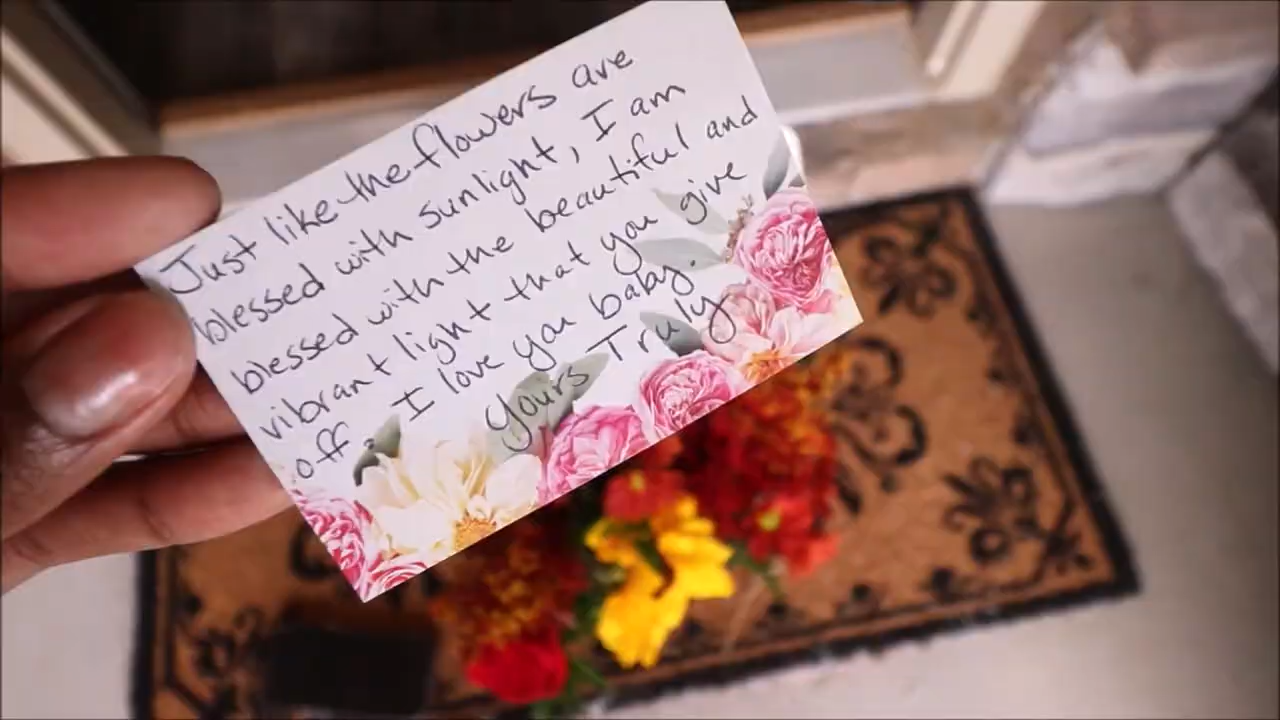 Just like the flowers are
blessed with sunlight, I am
blessed with the beautiful and
vibrant light that you give
off. I love you baby.
Yours Truly